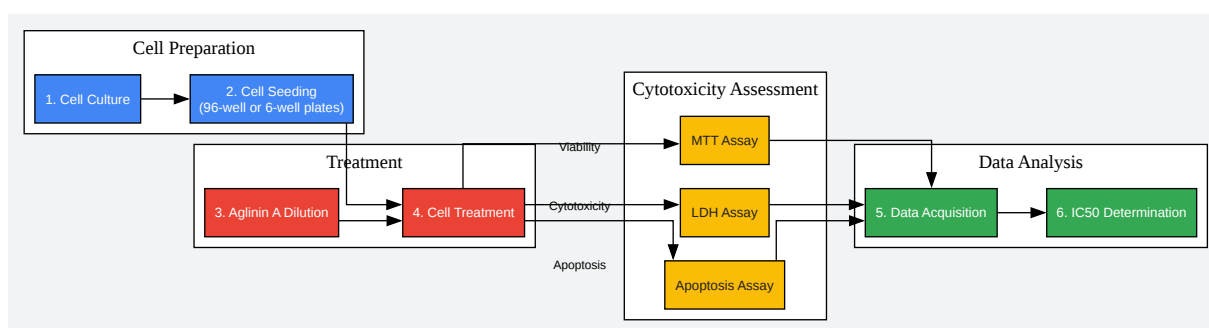 Cell Preparation
1. Cell Culture
2. Cell Seeding
(96-well or 6-well plates)
Treatment
3. Aglinin A Dilution
4. Cell Treatment
Viability
Cytotoxicity
Apoptosis
Cytotoxicity Assessment
MTT Assay
LDH Assay
Apoptosis Assay
Data Analysis
5. Data Acquisition
6. IC50 Determination